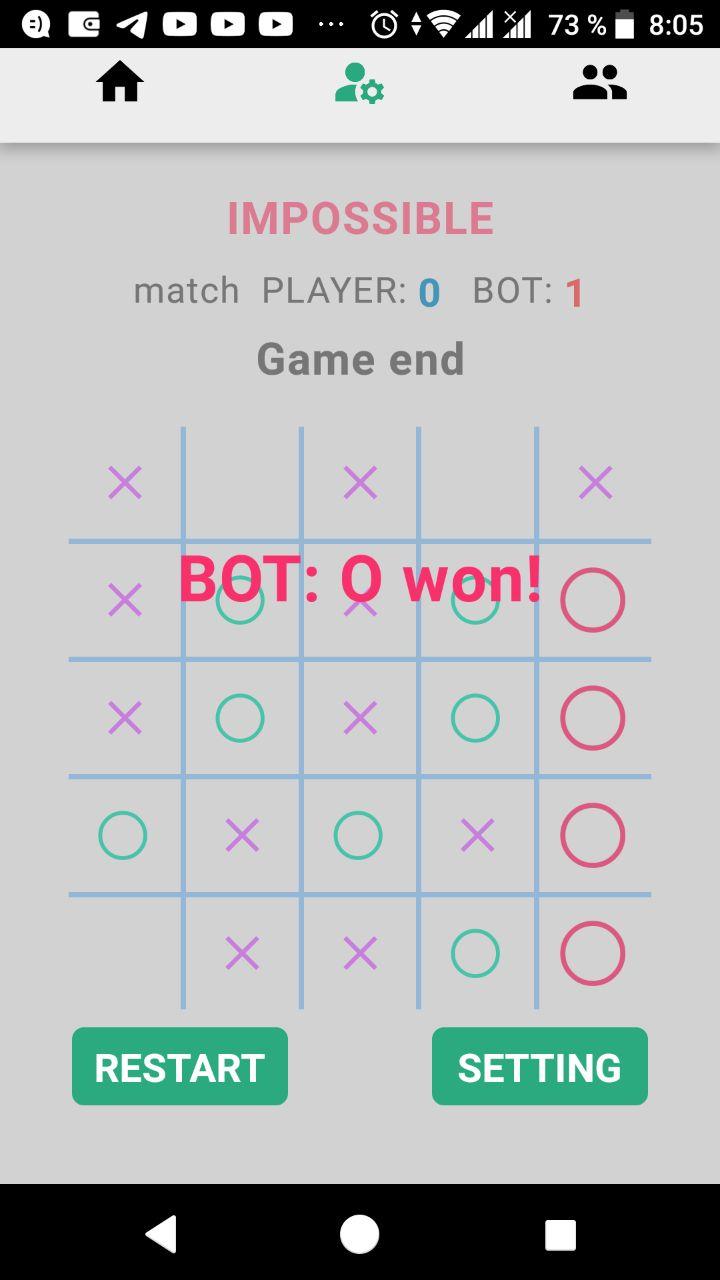 73 % 8:05
IMPOSSIBLE
match PLAYER: 0 BOT: 1
Game end
BOT: O won!
RESTART SETTING